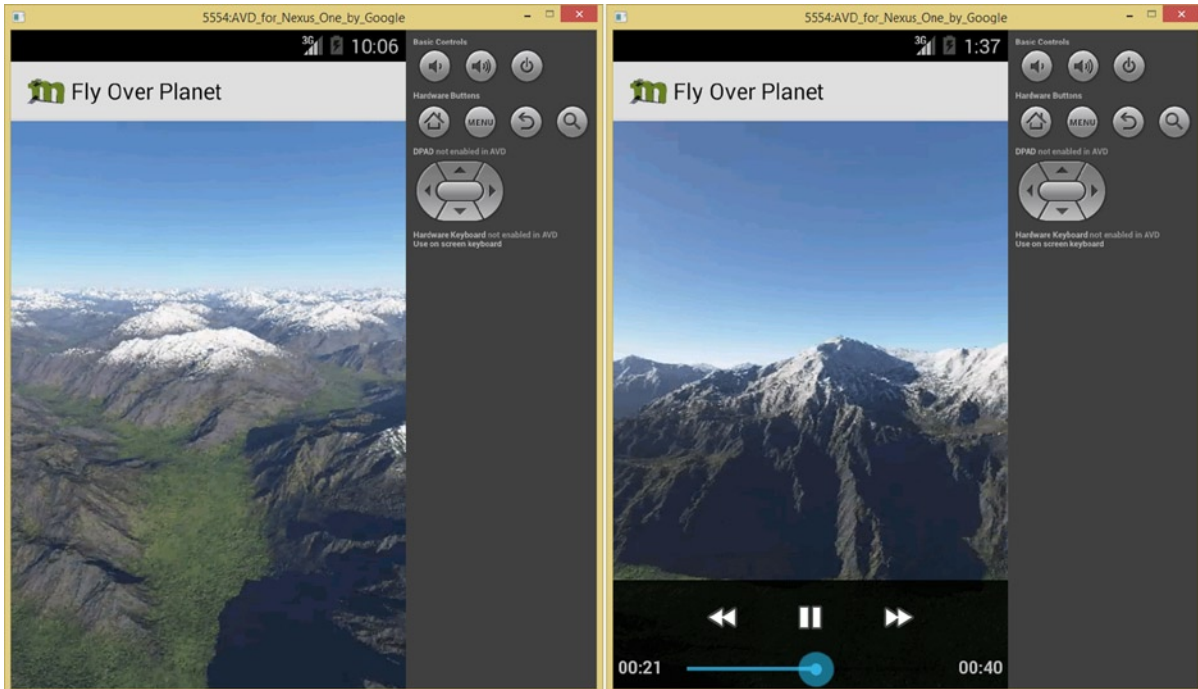 5554:AVD_for_Nexus_One_by_Google
3G 10:06
Fly Over Planet
Basic Controls
Hardware Buttons
MENU
DPAD not enabled in AVD
Hardware Keyboard not enabled in AVD
Use on screen keyboard
5554:AVD_for_Nexus_One_by_Google
3G 1:37
Fly Over Planet
00:21 00:40
Basic Controls
Hardware Buttons
MENU
DPAD not enabled in AVD
Hardware Keyboard not enabled in AVD
Use on screen keyboard